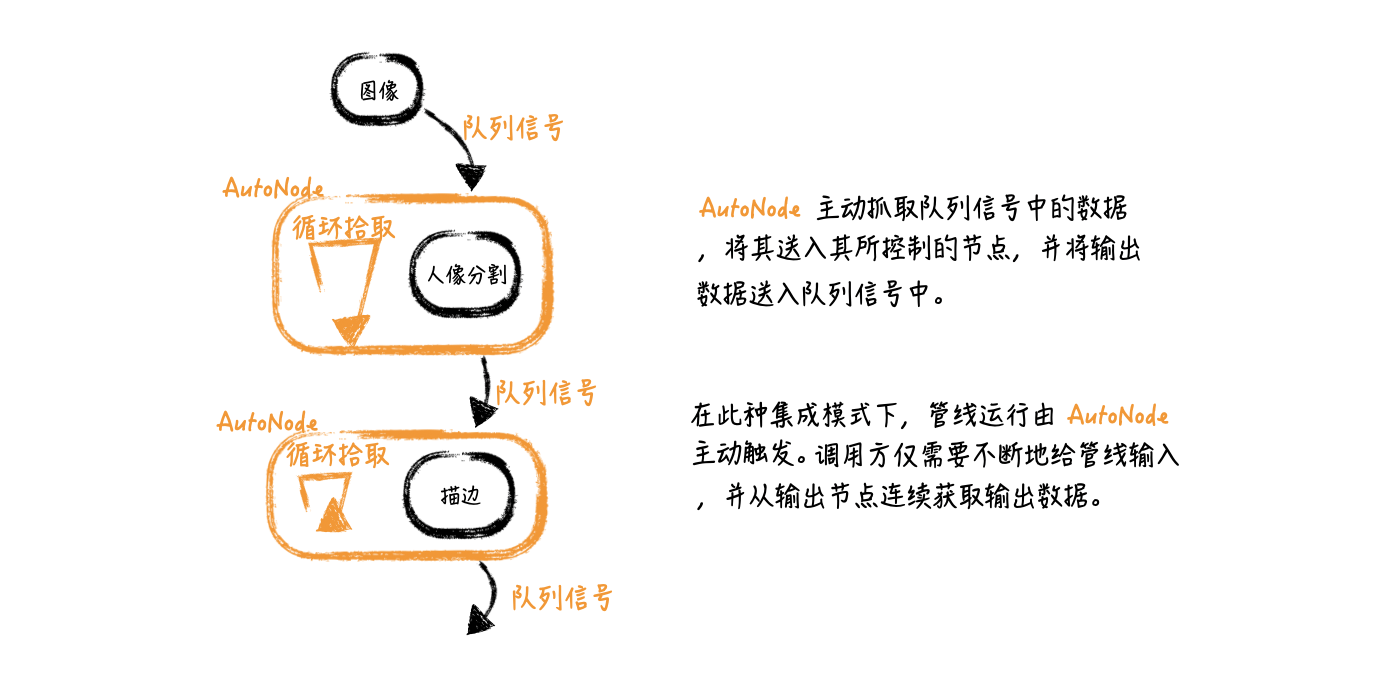 图像
队列信号
AutoNode
循环拾取
人像分割
队列信号
AutoNode
循环拾取
描边
队列信号
AutoNode 主动抓取队列信号中的数据
，将其送入其所控制的节点，并将输出
数据送入队列信号中。
在此种集成模式下，管线运行由 AutoNode
主动触发。调用方仅需要不断地给管线输入
，并从输出节点连续获取输出数据。